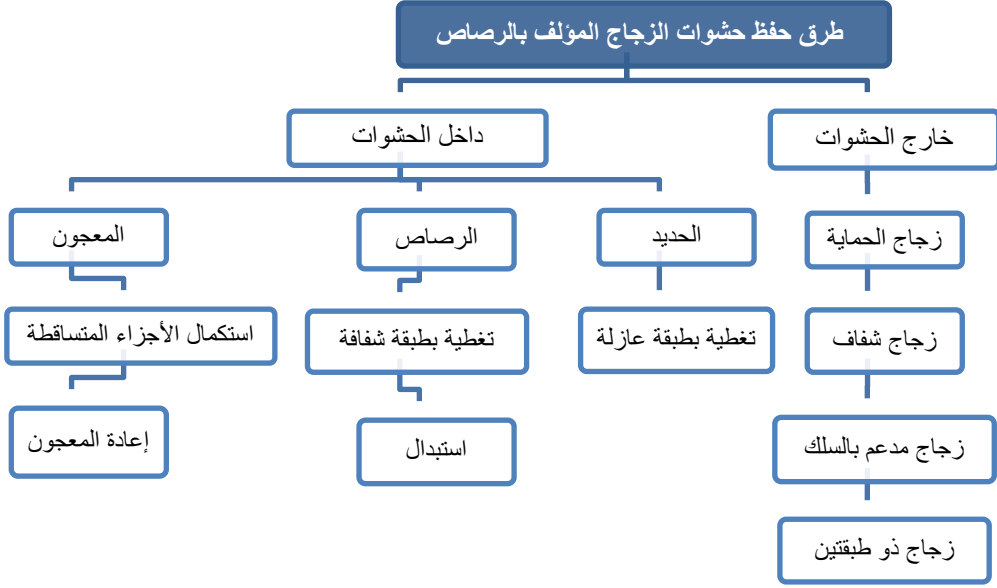 طرق حفظ حشوات الزجاج المؤلف بالرصاص
خارج الحشوات
داخل الحشوات
زجاج الحماية
الحديد
الرصاص
المعجون
زجاج شفاف
تغطية بطبقة عازلة
تغطية بطبقة شفافة
استكمال الأجزاء المتساقطة
زجاج مدعم بالسلك
استبدال
إعادة المعجون
زجاج ذو طبقتين